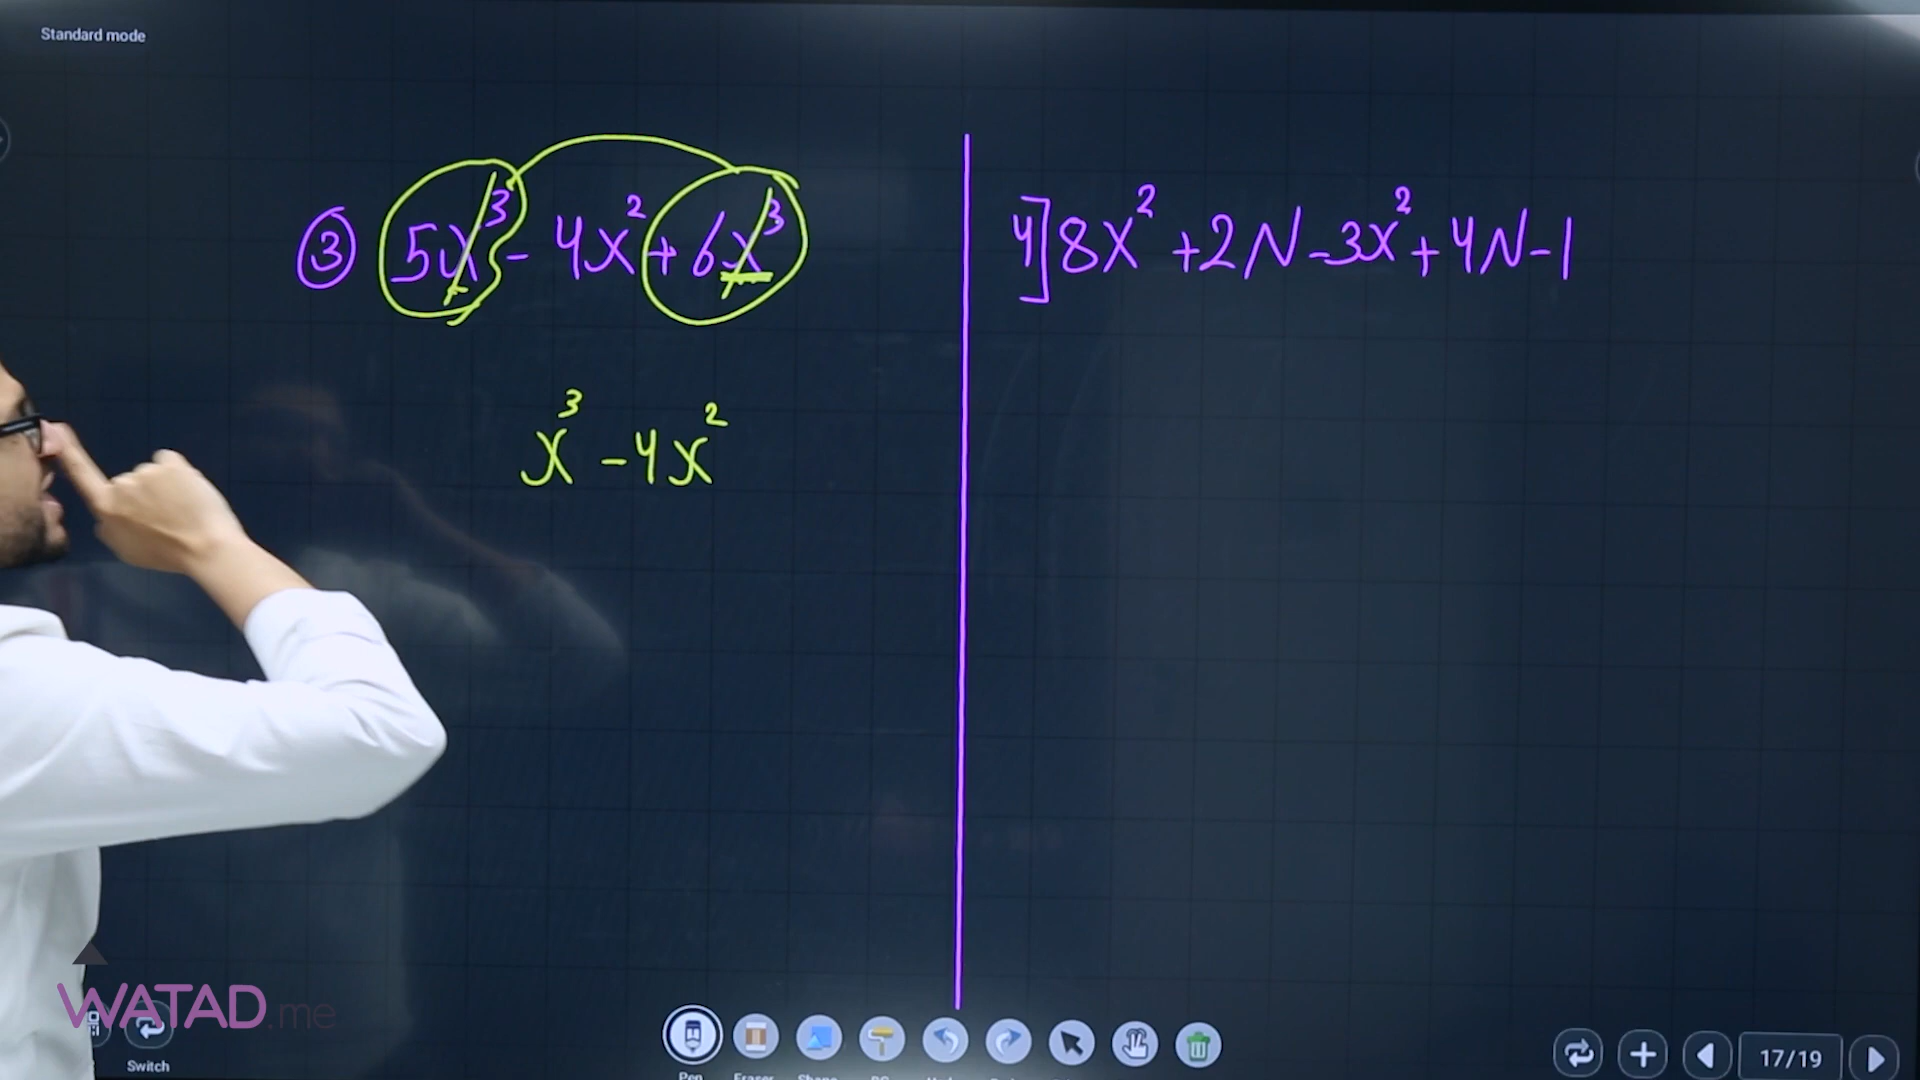 Standard mode
③ 5x³ - 4x² + 6x³
x³ - 4x²
4] 8x² + 2N - 3x² + 4N - 1
WATAD.me
Switch
Pen
17/19